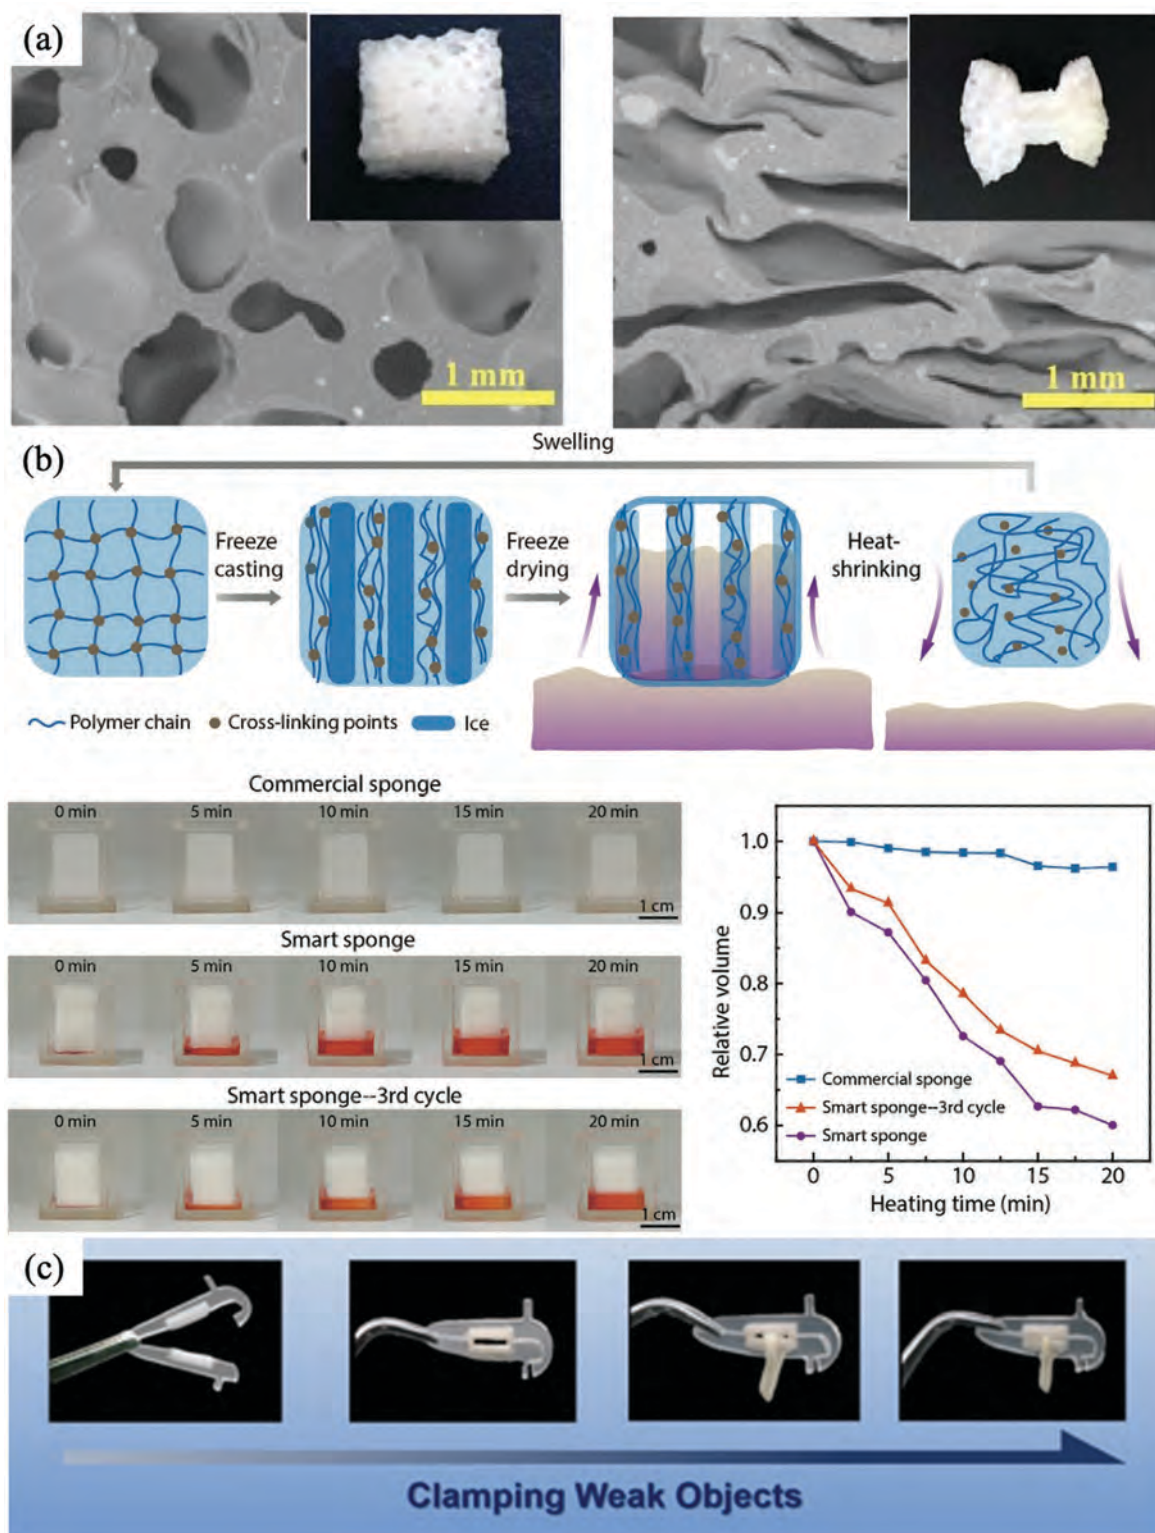 (a)
1 mm
1 mm
(b)
Swelling
Freeze
casting
Freeze
drying
Heat-
shrinking
Polymer chain
Cross-linking points
Ice
Commercial sponge
0 min 5 min 10 min 15 min 20 min
1 cm
Smart sponge
0 min 5 min 10 min 15 min 20 min
1 cm
Smart sponge--3rd cycle
0 min 5 min 10 min 15 min 20 min
1 cm
Relative volume
1.0
0.9
0.8
0.7
0.6
Commercial sponge
Smart sponge--3rd cycle
Smart sponge
0 5 10 15 20
Heating time (min)
(c)
Clamping Weak Objects